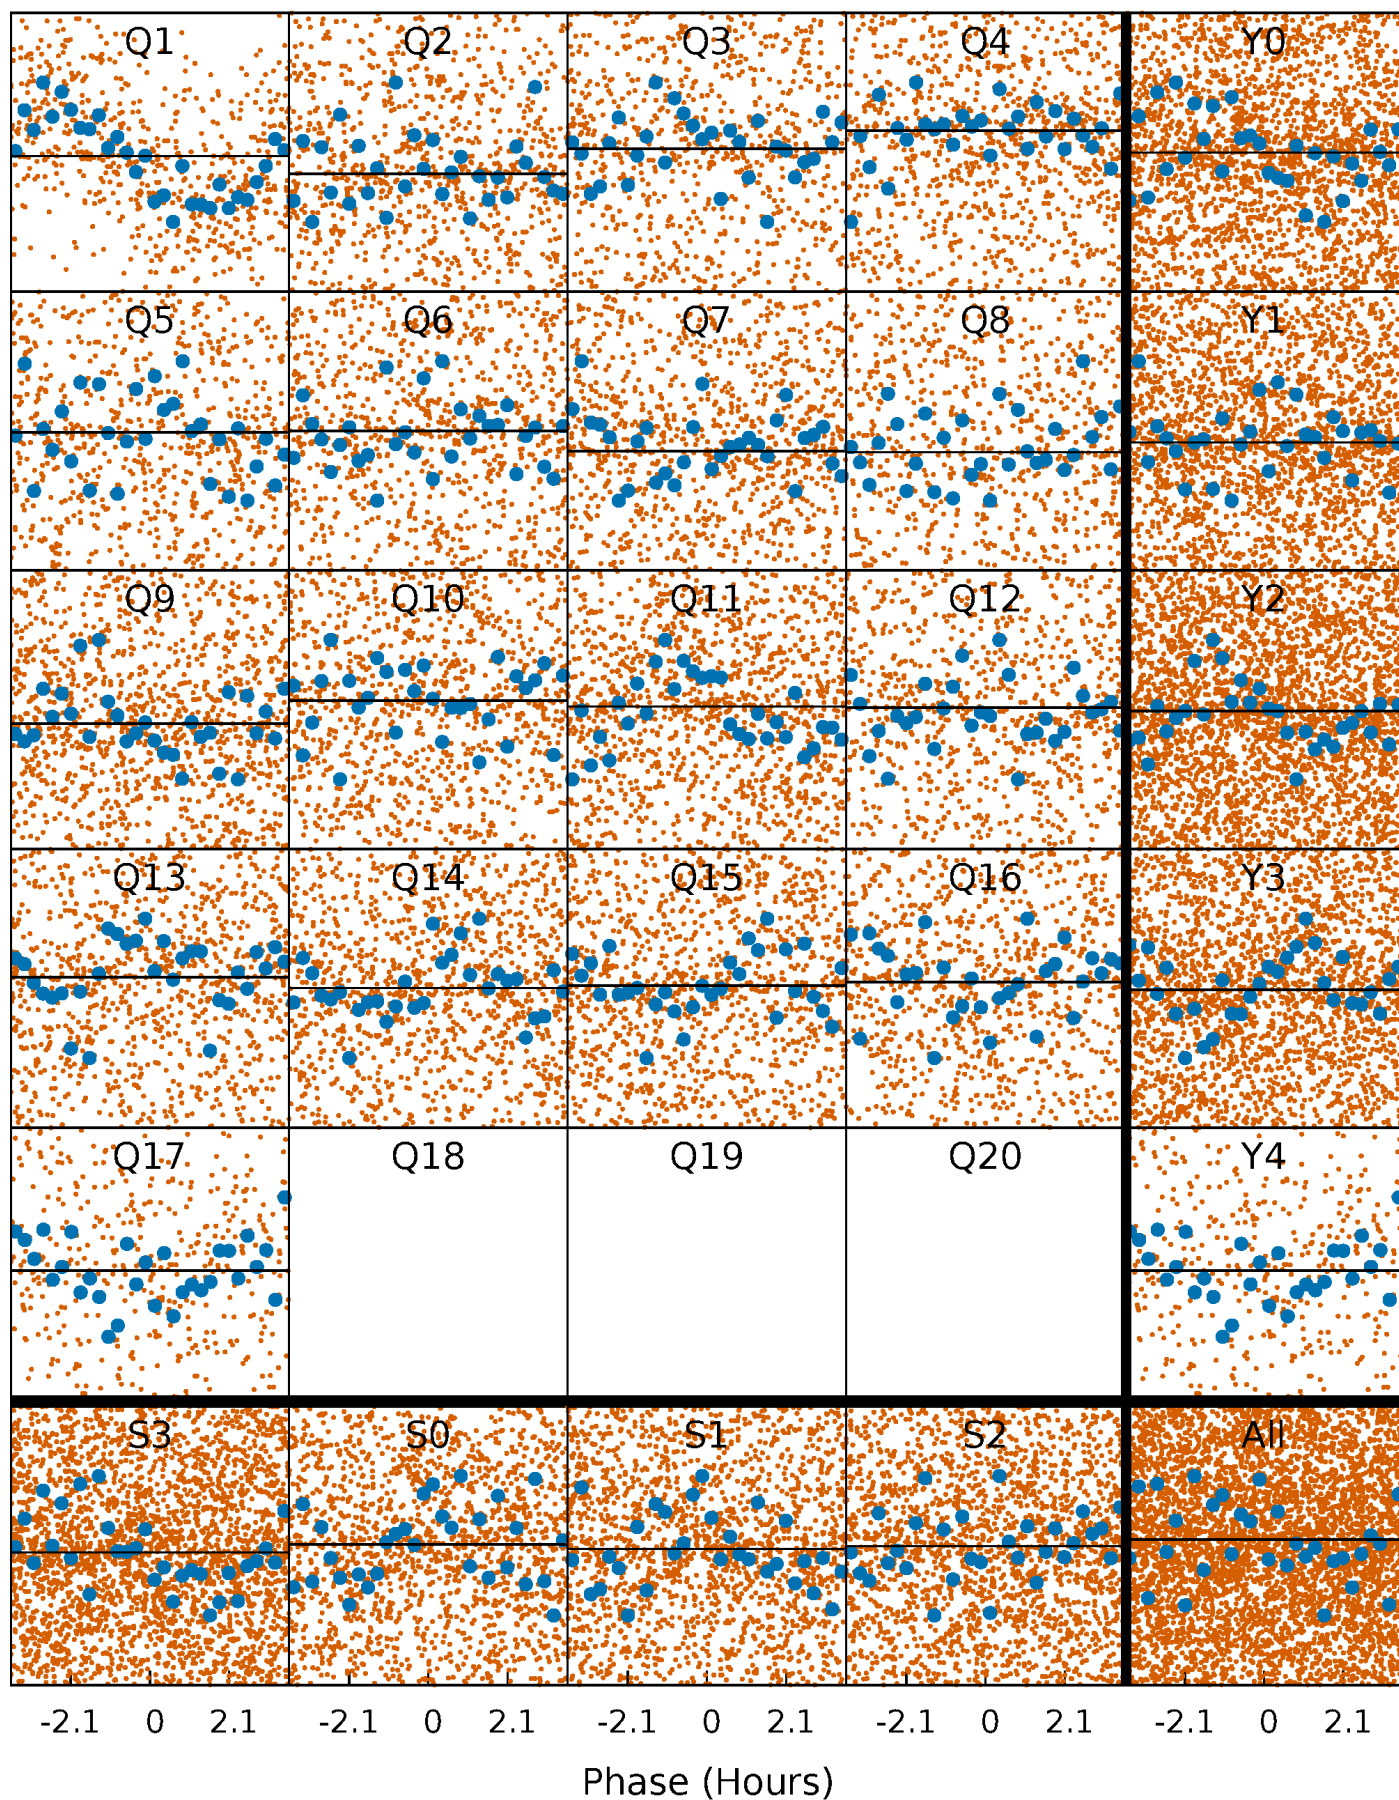 Q1 Q2 Q3 Q4 Y0
Q5 Q6 Q7 Q8 Y1
Q9 Q10 Q11 Q12 Y2
Q13 Q14 Q15 Q16 Y3
Q17 Q18 Q19 Q20 Y4
S3 S0 S1 S2 All
-2.1 0 2.1 -2.1 0 2.1 -2.1 0 2.1 -2.1 0 2.1 -2.1 0 2.1
Phase (Hours)